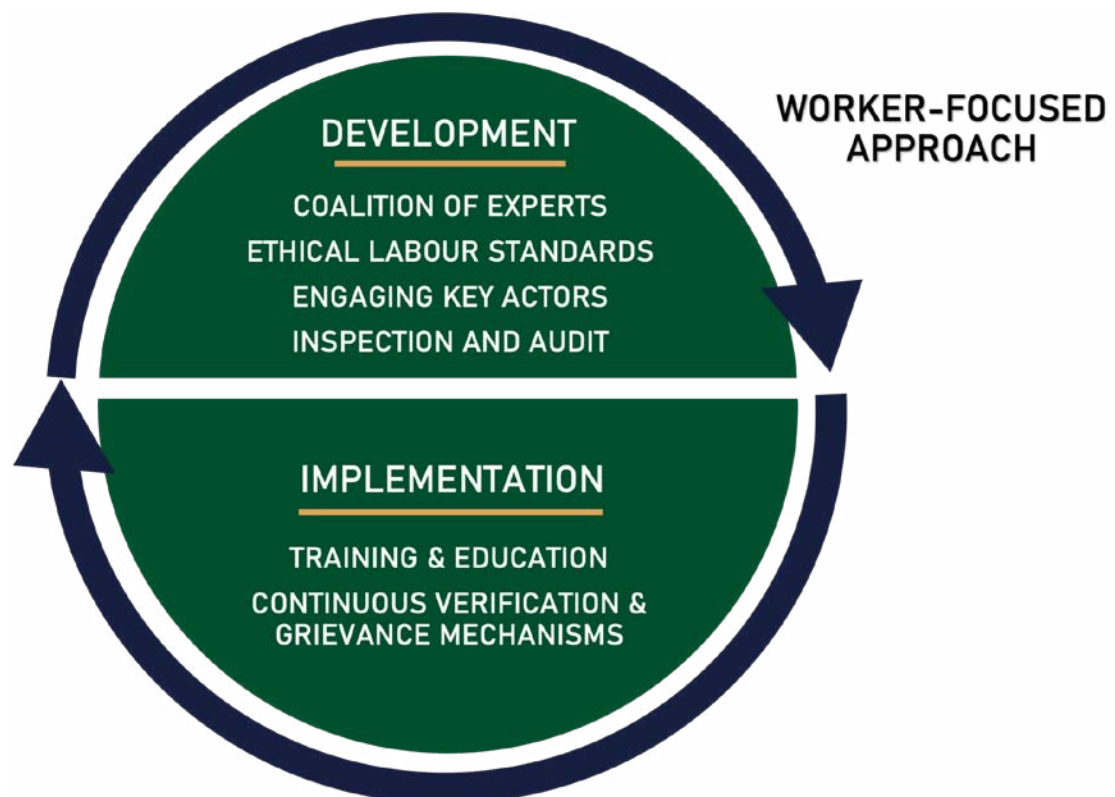 WORKER-FOCUSED
APPROACH
DEVELOPMENT
COALITION OF EXPERTS
ETHICAL LABOUR STANDARDS
ENGAGING KEY ACTORS
INSPECTION AND AUDIT
IMPLEMENTATION
TRAINING & EDUCATION
CONTINUOUS VERIFICATION &
GRIEVANCE MECHANISMS